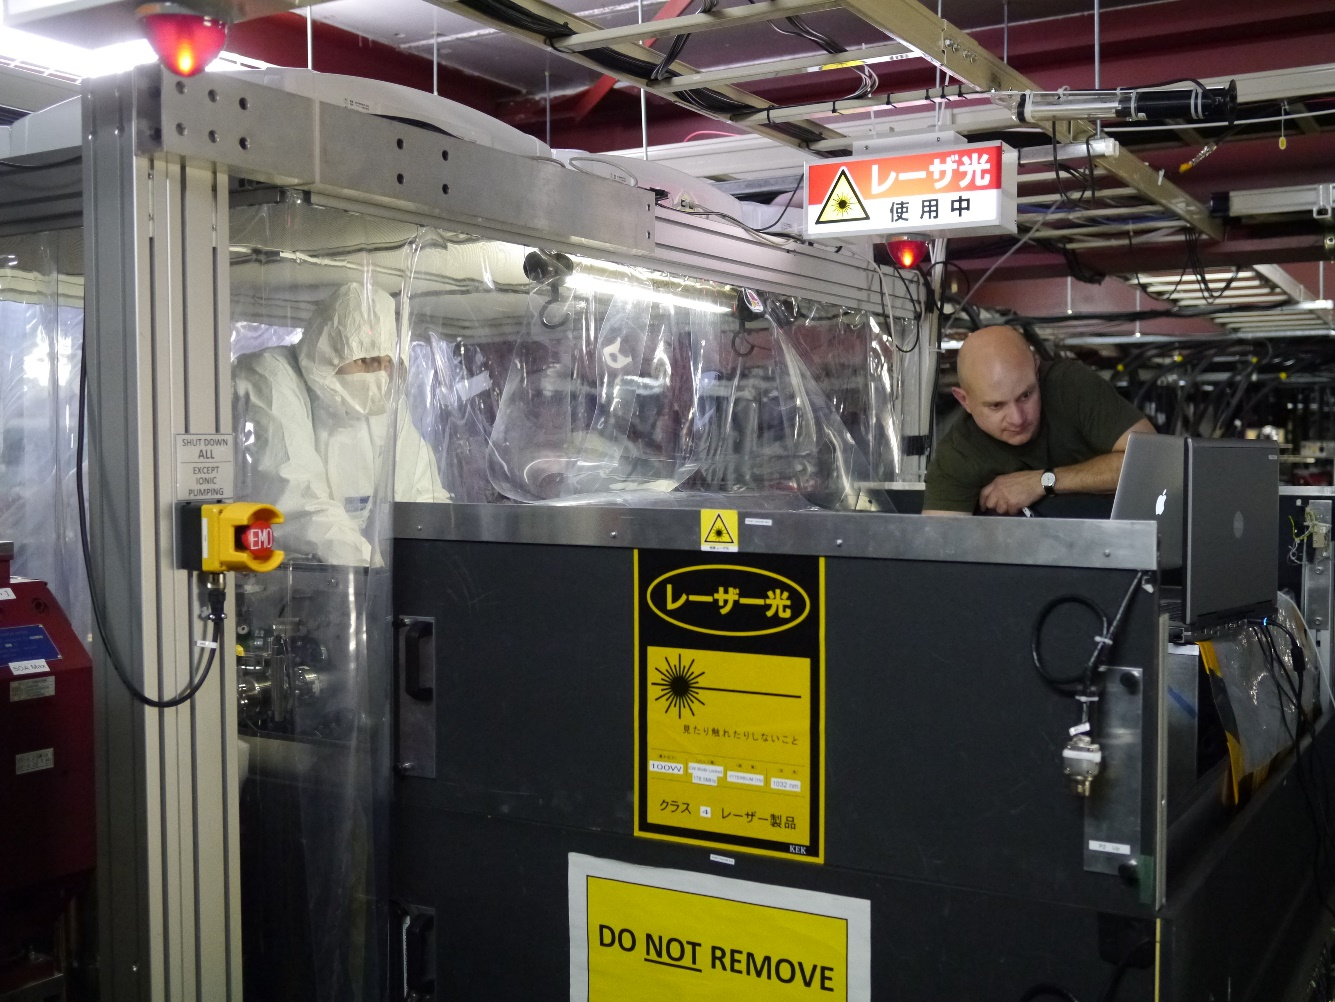 レーザ光
使用中
SHUT DOWN
ALL
EXCEPT
IONIC
PUMPING
EMO
レーザー光
見たり触れたりしないこと
100W
1032 nm
クラス 4 レーザー製品
KEK
DO NOT REMOVE